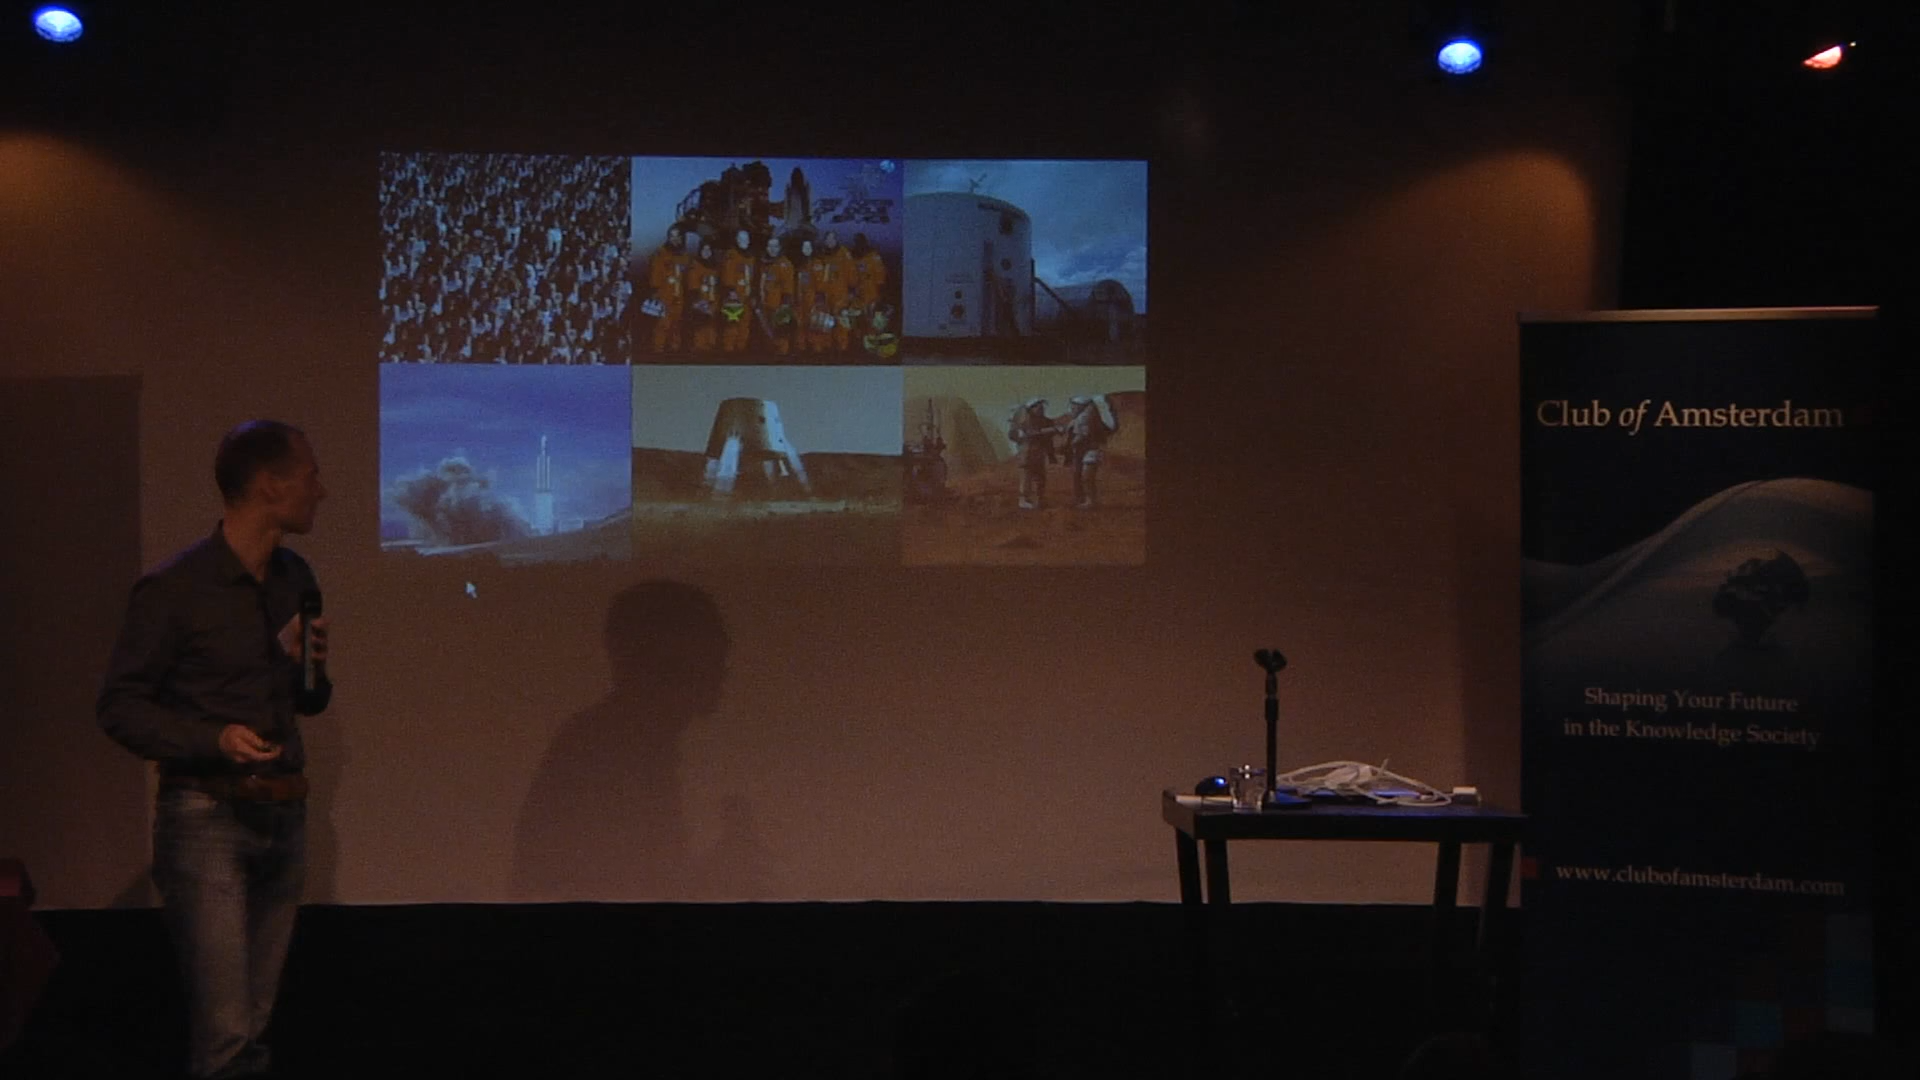 Club of Amsterdam
Shaping Your Future
in the Knowledge Society
www.clubofamsterdam.com